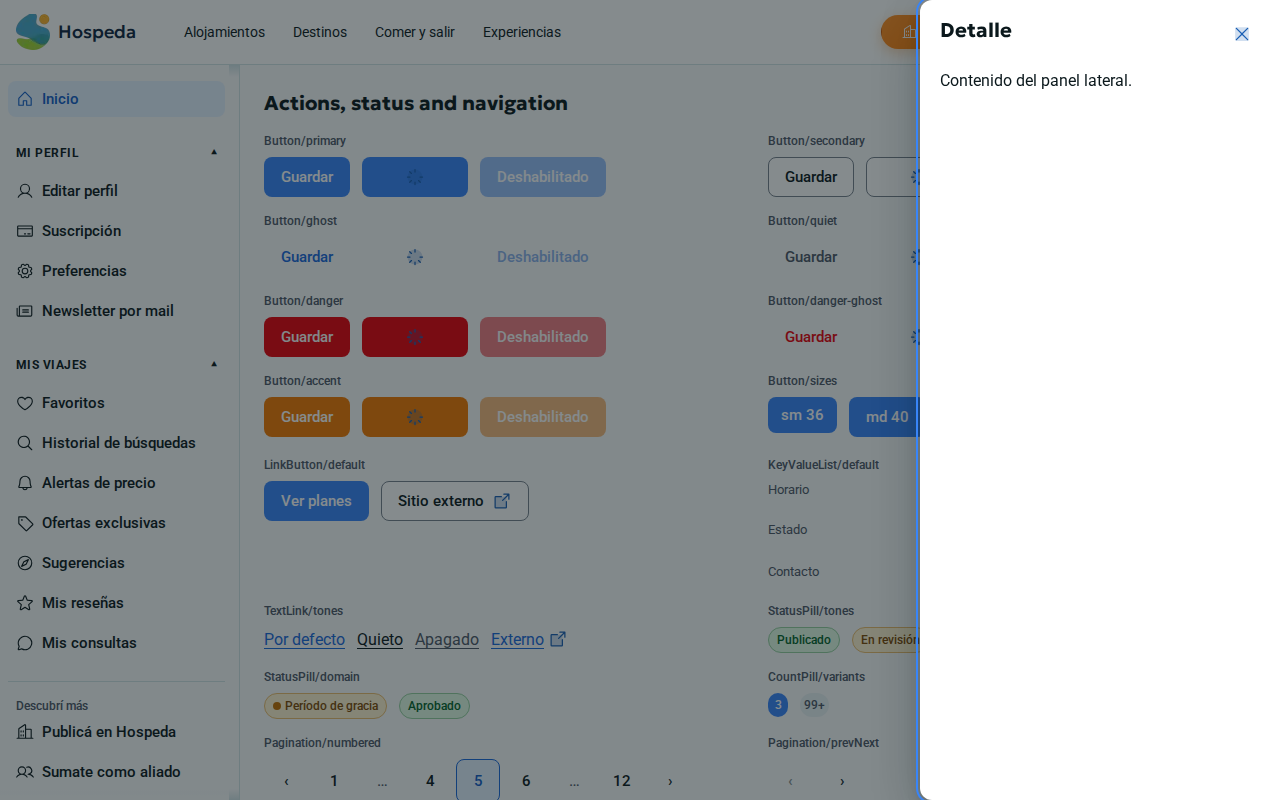 Hospeda
Alojamientos
Destinos
Comer y salir
Experiencias
Inicio
MI PERFIL
Editar perfil
Suscripción
Preferencias
Newsletter por mail
MIS VIAJES
Favoritos
Historial de búsquedas
Alertas de precio
Ofertas exclusivas
Sugerencias
Mis reseñas
Mis consultas
Descubrí más
Publicá en Hospeda
Sumate como aliado
Actions, status and navigation
Button/primary
Guardar
Deshabilitado
Button/secondary
Guardar
Button/ghost
Guardar
Deshabilitado
Button/quiet
Guardar
Button/danger
Guardar
Deshabilitado
Button/danger-ghost
Guardar
Button/accent
Guardar
Deshabilitado
Button/sizes
sm 36
md 40
LinkButton/default
Ver planes
Sitio externo
KeyValueList/default
Horario
Estado
Contacto
TextLink/tones
Por defecto
Quieto
Apagado
Externo
StatusPill/tones
Publicado
En revisión
StatusPill/domain
Período de gracia
Aprobado
CountPill/variants
3
99+
Pagination/numbered
‹ 1 … 4 5 6 … 12 ›
Pagination/prevNext
‹ ›
Detalle
Contenido del panel lateral.